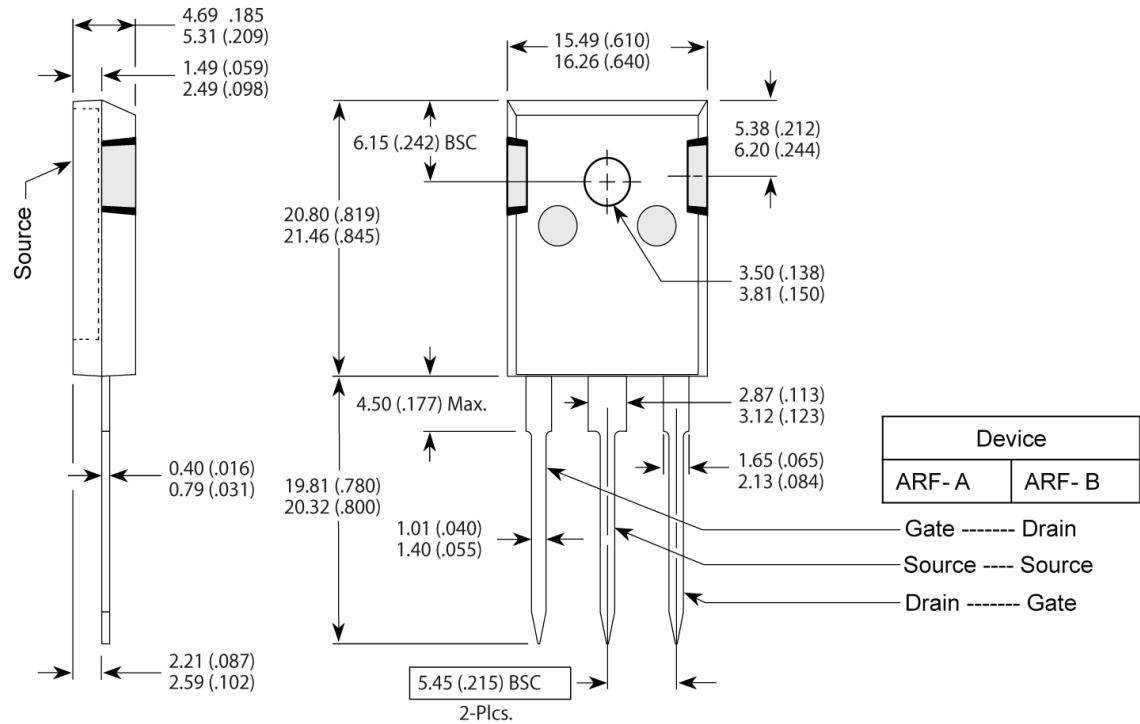 4.69 .185
5.31 (.209)
1.49 (.059)
2.49 (.098)
Source
15.49 (.610)
16.26 (.640)
6.15 (.242) BSC
5.38 (.212)
6.20 (.244)
20.80 (.819)
21.46 (.845)
3.50 (.138)
3.81 (.150)
4.50 (.177) Max.
2.87 (.113)
3.12 (.123)
0.40 (.016)
0.79 (.031)
19.81 (.780)
20.32 (.800)
1.65 (.065)
2.13 (.084)
1.01 (.040)
1.40 (.055)
Device
ARF- A ARF- B
Gate ------- Drain
Source ---- Source
Drain ------- Gate
2.21 (.087)
2.59 (.102)
5.45 (.215) BSC
2-Plcs.